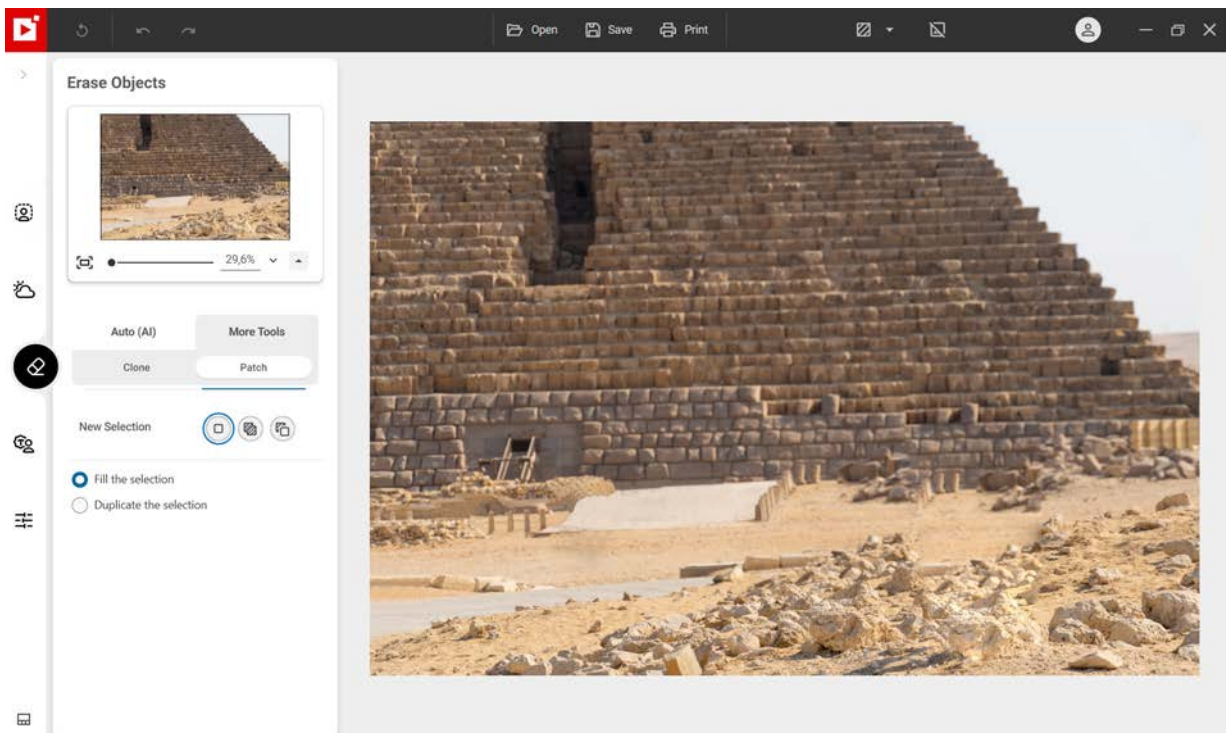 Open Save Print
Erase Objects
29,6%
Auto (AI) More Tools
Clone Patch
New Selection
Fill the selection
Duplicate the selection